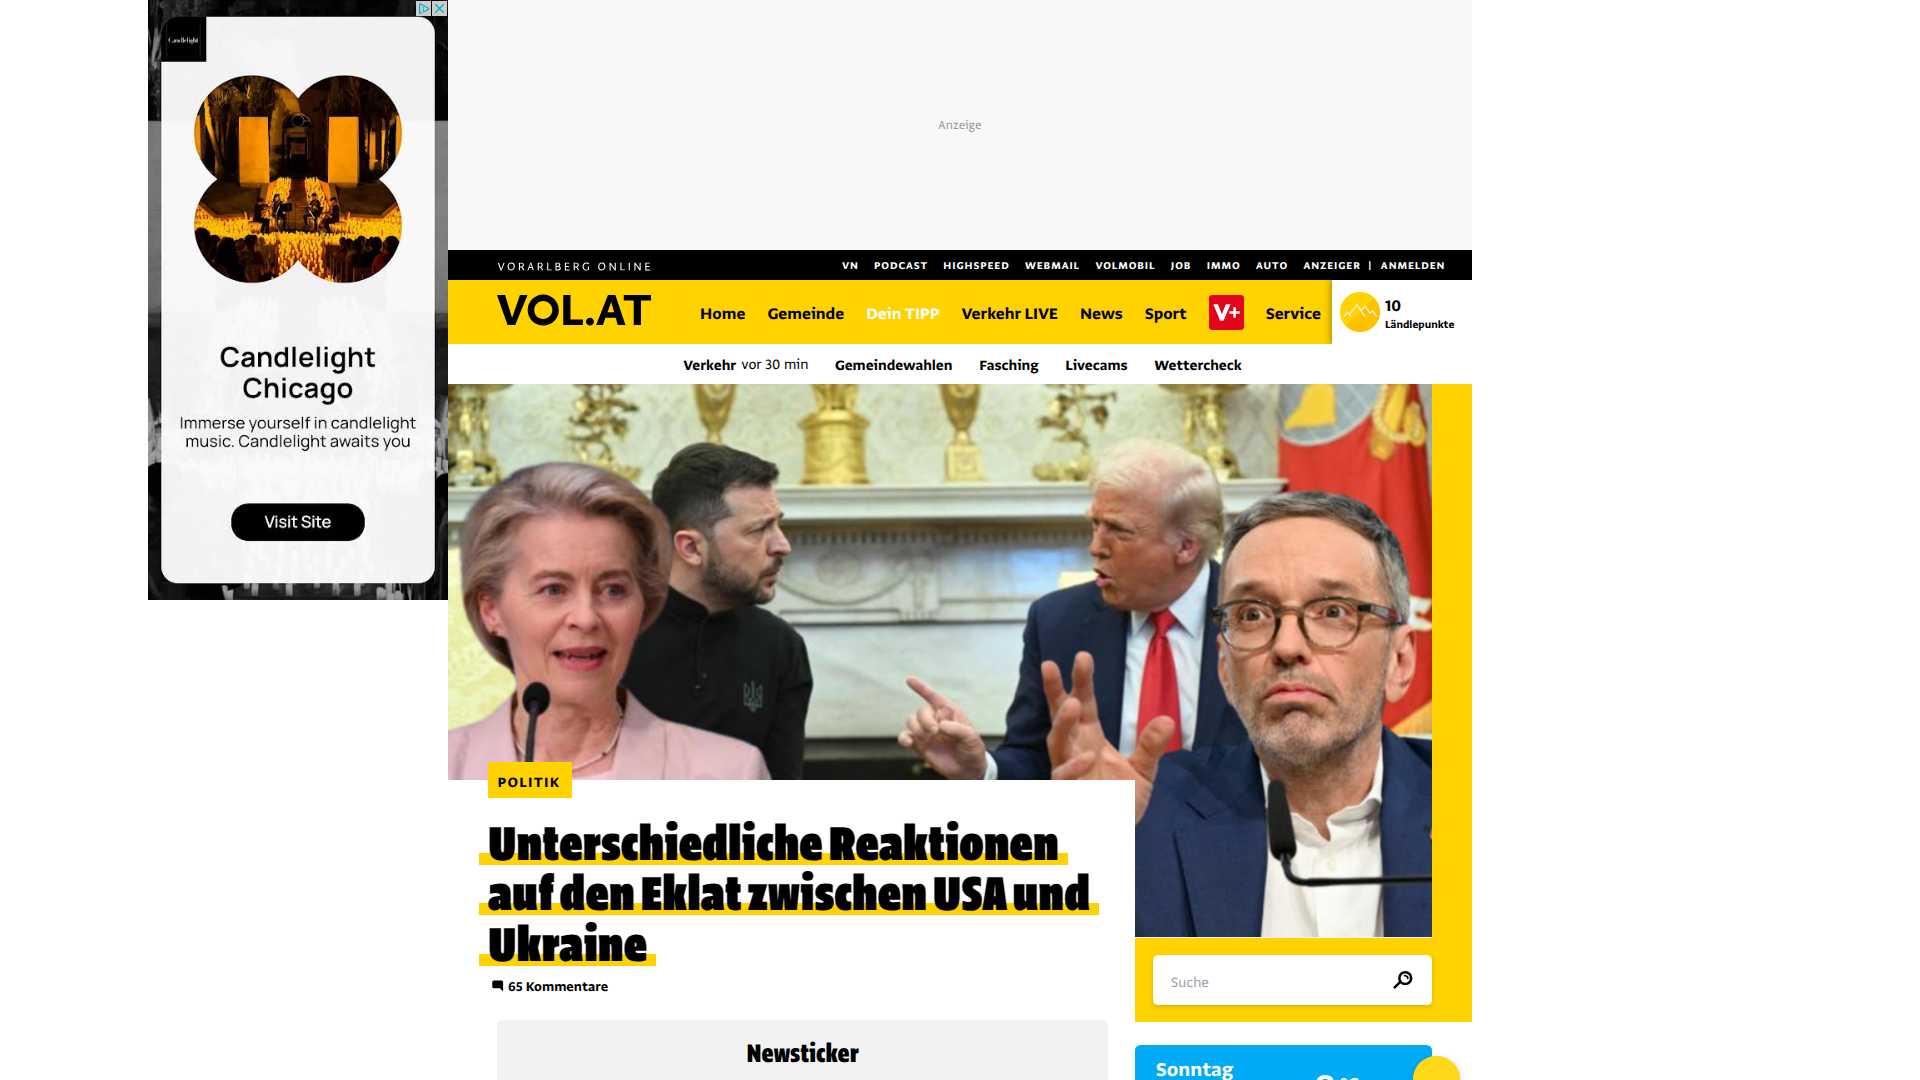 Candlelight
Candlelight
Chicago
Immerse yourself in candlelight
music. Candlelight awaits you
Visit Site
Anzeige
VORARLBERG ONLINE
VN PODCAST HIGHSPEED WEBMAIL VOLMOBIL JOB IMMO AUTO ANZEIGER | ANMELDEN
VOL.AT
Home Gemeinde Dein TIPP Verkehr LIVE News Sport V+ Service
10
Ländlepunkte
Verkehr vor 30 min Gemeindewahlen Fasching Livecams Wettercheck
POLITIK
Unterschiedliche Reaktionen
auf den Eklat zwischen USA und
Ukraine
65 Kommentare
Suche
Newsticker
Sonntag